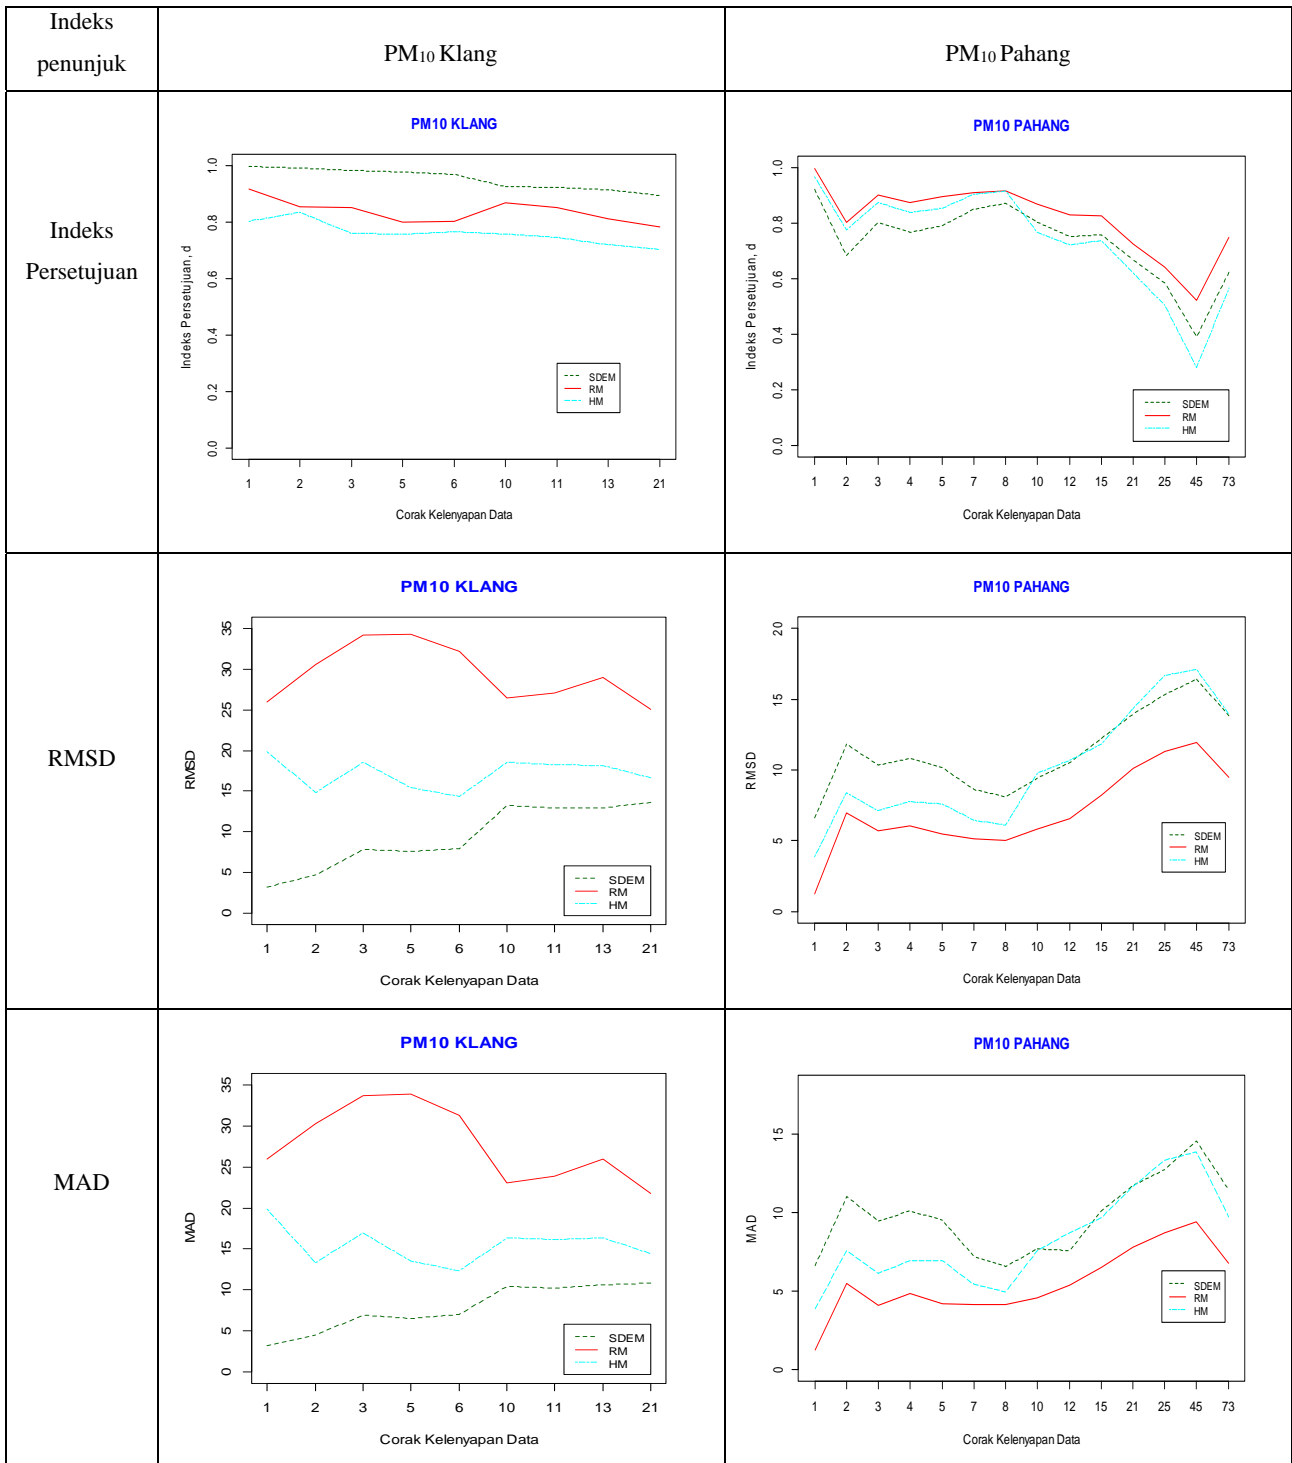 Indeks
penunjuk
PM10 Klang
PM10 Pahang
Indeks
Persetujuan
PM10 KLANG
Indeks Persetujuan, d
0.0 0.2 0.4 0.6 0.8 1.0
SDEM
RM
HM
1 2 3 5 6 10 11 13 21
Corak Kelenyapan Data
PM10 PAHANG
Indeks Persetujuan, d
0.0 0.2 0.4 0.6 0.8 1.0
SDEM
RM
HM
1 2 3 4 5 7 8 10 12 15 21 25 45 73
Corak Kelenyapan Data
RMSD
PM10 KLANG
RMSD
0 5 10 15 20 25 30 35
SDEM
RM
HM
1 2 3 5 6 10 11 13 21
Corak Kelenyapan Data
PM10 PAHANG
RMSD
0 5 10 15 20
SDEM
RM
HM
1 2 3 4 5 7 8 10 12 15 21 25 45 73
Corak Kelenyapan Data
MAD
PM10 KLANG
MAD
0 5 10 15 20 25 30 35
SDEM
RM
HM
1 2 3 5 6 10 11 13 21
Corak Kelenyapan Data
PM10 PAHANG
MAD
0 5 10 15
SDEM
RM
HM
1 2 3 4 5 7 8 10 12 15 21 25 45 73
Corak Kelenyapan Data